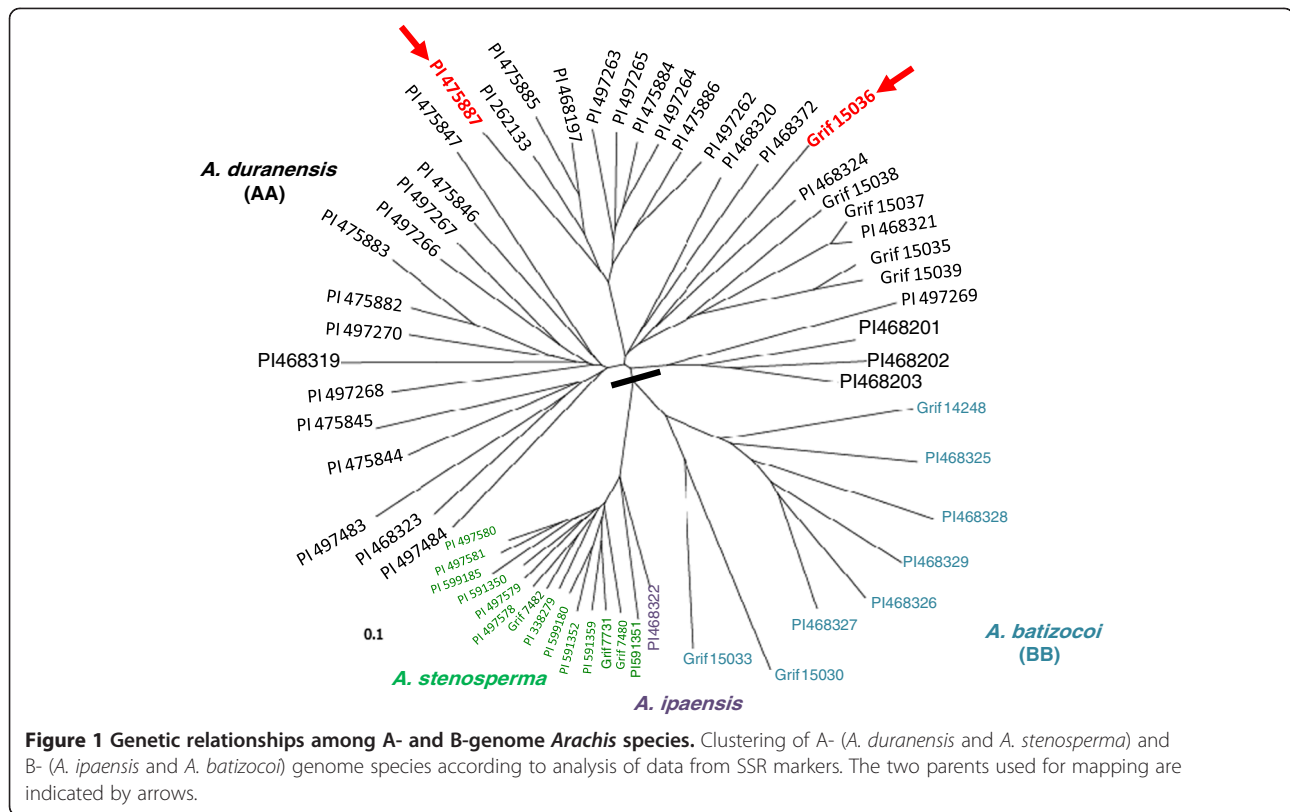 PI 475887
PI 475885
PI 262133
PI 468197
PI 497263
PI 497265
PI 475884
PI 497264
PI 475886
PI 497262
PI 468320
PI 468372
Grif 15036
PI 468324
Grif 15038
Grif 15037
PI 468321
Grif 15035
Grif 15039
PI 497269
PI468201
PI468202
PI468203
PI 475847
A. duranensis
(AA)
PI 475846
PI 497267
PI 497266
PI 475883
PI 475882
PI 497270
PI468319
PI 497268
PI 475845
PI 475844
PI 497483
PI 468323
PI 497484
PI 497580
PI 497581
PI 599185
PI 591350
PI 497579
PI 497578
Grif 7482
PI 338279
PI 599180
PI 591352
PI 591359
Grif 7731
Grif 7480
PI591351
PI468322
Grif 14248
PI468325
PI468328
PI468329
PI468326
PI468327
Grif 15033
Grif 15030
A. batizocoi
(BB)
0.1
A. stenosperma
A. ipaensis
Figure 1 Genetic relationships among A- and B-genome Arachis species. Clustering of A- (A. duranensis and A. stenosperma) and
B- (A. ipaensis and A. batizocoi) genome species according to analysis of data from SSR markers. The two parents used for mapping are
indicated by arrows.